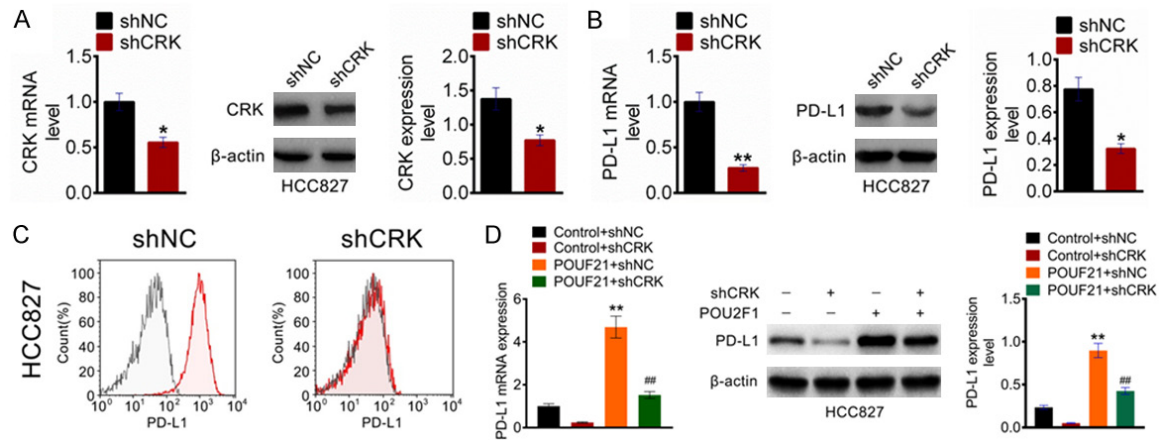 A
shNC
shCRK
CRK mRNA
level
1.5
1.0
0.5
0.0
*
shNC
shCRK
CRK
β-actin
HCC827
shNC
shCRK
CRK expression
level
2.0
1.5
1.0
0.5
0.0
*
B
shNC
shCRK
PD-L1 mRNA
level
1.5
1.0
0.5
0.0
**
shNC
shCRK
PD-L1
β-actin
HCC827
shNC
shCRK
PD-L1 expression
level
1.0
0.8
0.6
0.4
0.2
0.0
*
C
HCC827
shNC
Count(%)
100
80
60
40
20
0
10⁰ 10¹ 10² 10³ 10⁴
PD-L1
shCRK
Count(%)
100
80
60
40
20
0
10⁰ 10¹ 10² 10³ 10⁴
PD-L1
D
Control+shNC
Control+shCRK
POUF21+shNC
POUF21+shCRK
PD-L1 mRNA expression
6
4
2
0
**
##
shCRK – + – +
POU2F1 – – + +
PD-L1
β-actin
HCC827
Control+shNC
Control+shCRK
POUF21+shNC
POUF21+shCRK
PD-L1 expression
level
1.5
1.0
0.5
0.0
**
##